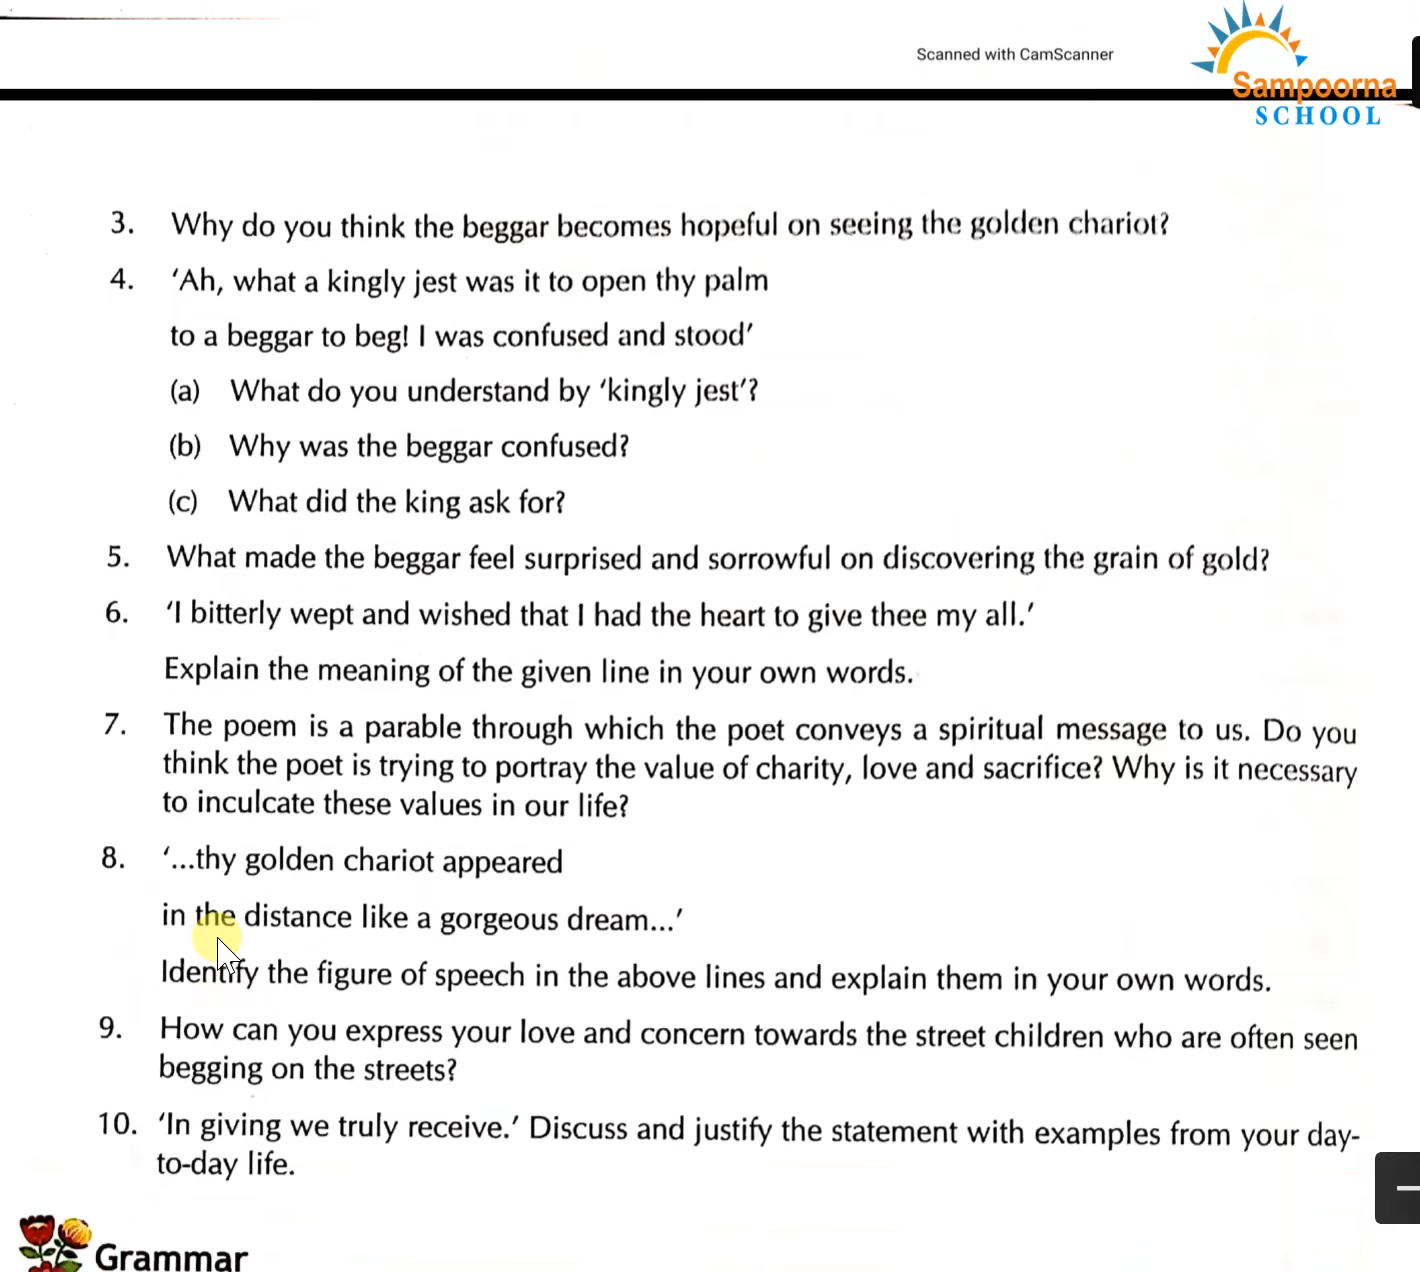 Scanned with CamScanner
Sampoorna
SCHOOL
3. Why do you think the beggar becomes hopeful on seeing the golden chariot?
4. ‘Ah, what a kingly jest was it to open thy palm
to a beggar to beg! I was confused and stood’
(a) What do you understand by ‘kingly jest’?
(b) Why was the beggar confused?
(c) What did the king ask for?
5. What made the beggar feel surprised and sorrowful on discovering the grain of gold?
6. ‘I bitterly wept and wished that I had the heart to give thee my all.’
Explain the meaning of the given line in your own words.
7. The poem is a parable through which the poet conveys a spiritual message to us. Do you
think the poet is trying to portray the value of charity, love and sacrifice? Why is it necessary
to inculcate these values in our life?
8. ‘...thy golden chariot appeared
in the distance like a gorgeous dream...’
Identify the figure of speech in the above lines and explain them in your own words.
9. How can you express your love and concern towards the street children who are often seen
begging on the streets?
10. ‘In giving we truly receive.’ Discuss and justify the statement with examples from your day-
to-day life.
Grammar